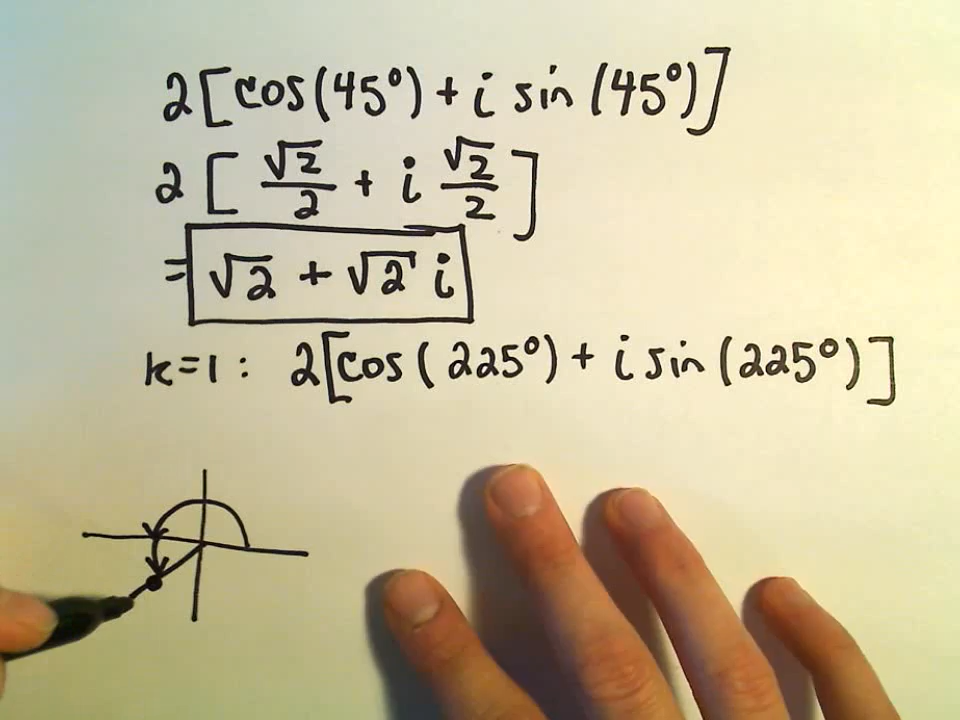 2[cos(45°) + i sin(45°)]
2[√2/2 + i √2/2]
= √2 + √2 i
k=1: 2[cos(225°) + i sin(225°)]